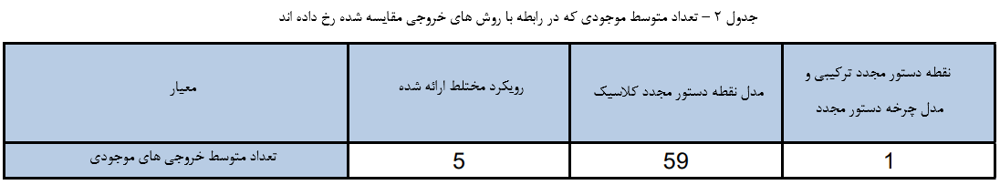 جدول ۲ – تعداد متوسط موجودی که در رابطه با روش های خروجی مقایسه شده رخ داده اند
نقطه دستور مجدد ترکیبی و
مدل چرخه دستور مجدد
مدل نقطه دستور مجدد کلاسیک
رویکرد مختلط ارائه شده
معیار
1
59
5
تعداد متوسط خروجی های موجودی